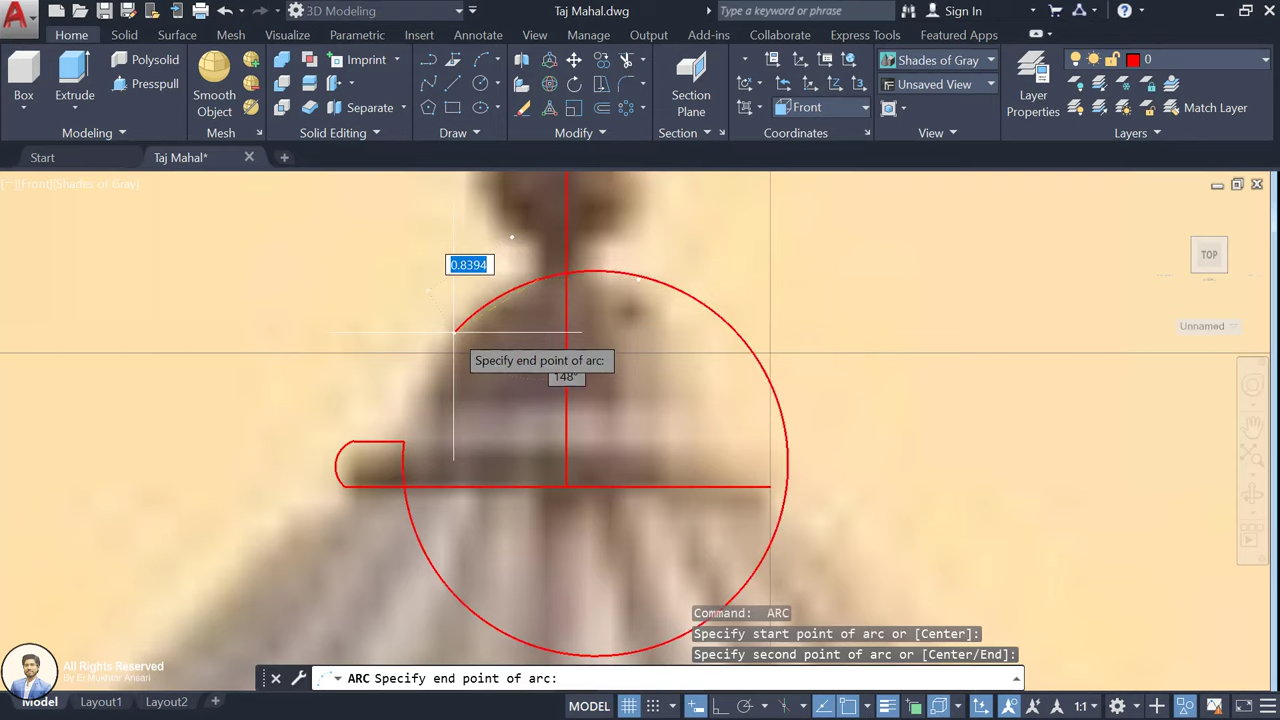 3D Modeling
Taj Mahal.dwg
Type a keyword or phrase
Sign In
Home Solid Surface Mesh Visualize Parametric Insert Annotate View Manage Output Add-ins Collaborate Express Tools Featured Apps
Box
Extrude
Polysolid
Presspull
Modeling
Smooth
Object
Mesh
Imprint
Separate
Solid Editing
Draw
Modify
Section
Plane
Section
Front
Coordinates
Shades of Gray
Unsaved View
View
Layer
Properties
0
Match Layer
Layers
Start
Taj Mahal*
[−][Front][Shades of Gray]
TOP
Unnamed
0.8394
Specify end point of arc:
148°
Command: ARC
Specify start point of arc or [Center]:
Specify second point of arc or [Center/End]:
ARC Specify end point of arc:
All Rights Reserved
By Er.Mukhtar Ansari
Model Layout1 Layout2
MODEL
1:1